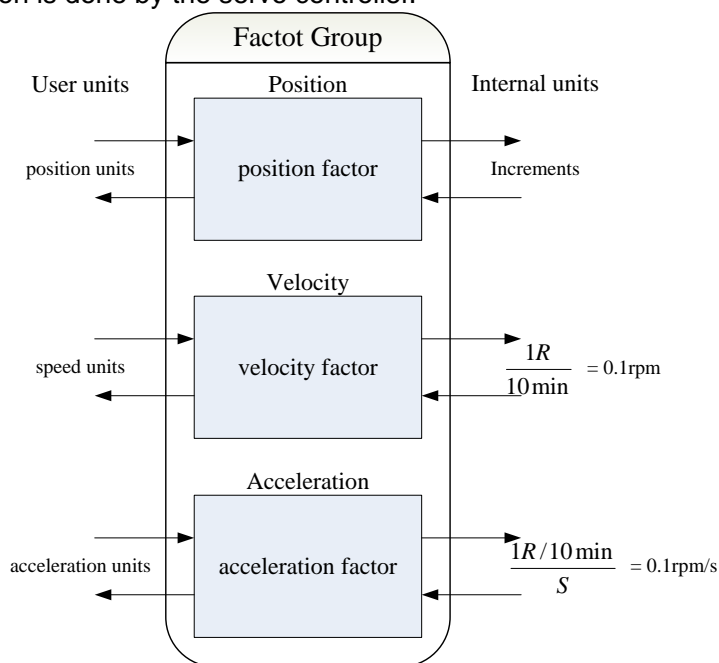 on is done by the servo controller.
Factot Group
User units
Position
Internal units
position units
position factor
Increments
Velocity
speed units
velocity factor
1R
10 min
= 0.1rpm
Acceleration
acceleration units
acceleration factor
1R/10 min
S
= 0.1rpm/s